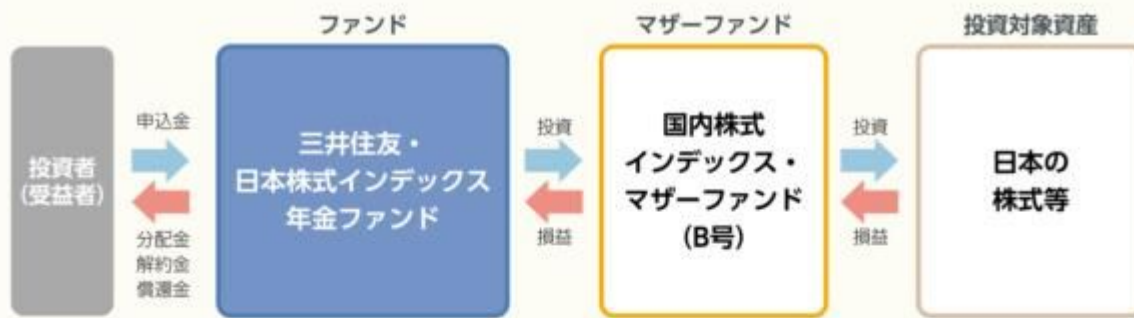 ファンド
マザーファンド
投資対象資産
投資者
(受益者)
申込金
分配金
解約金
償還金
三井住友・
日本株式インデックス
年金ファンド
投資
損益
国内株式
インデックス・
マザーファンド
(B号)
投資
損益
日本の
株式等